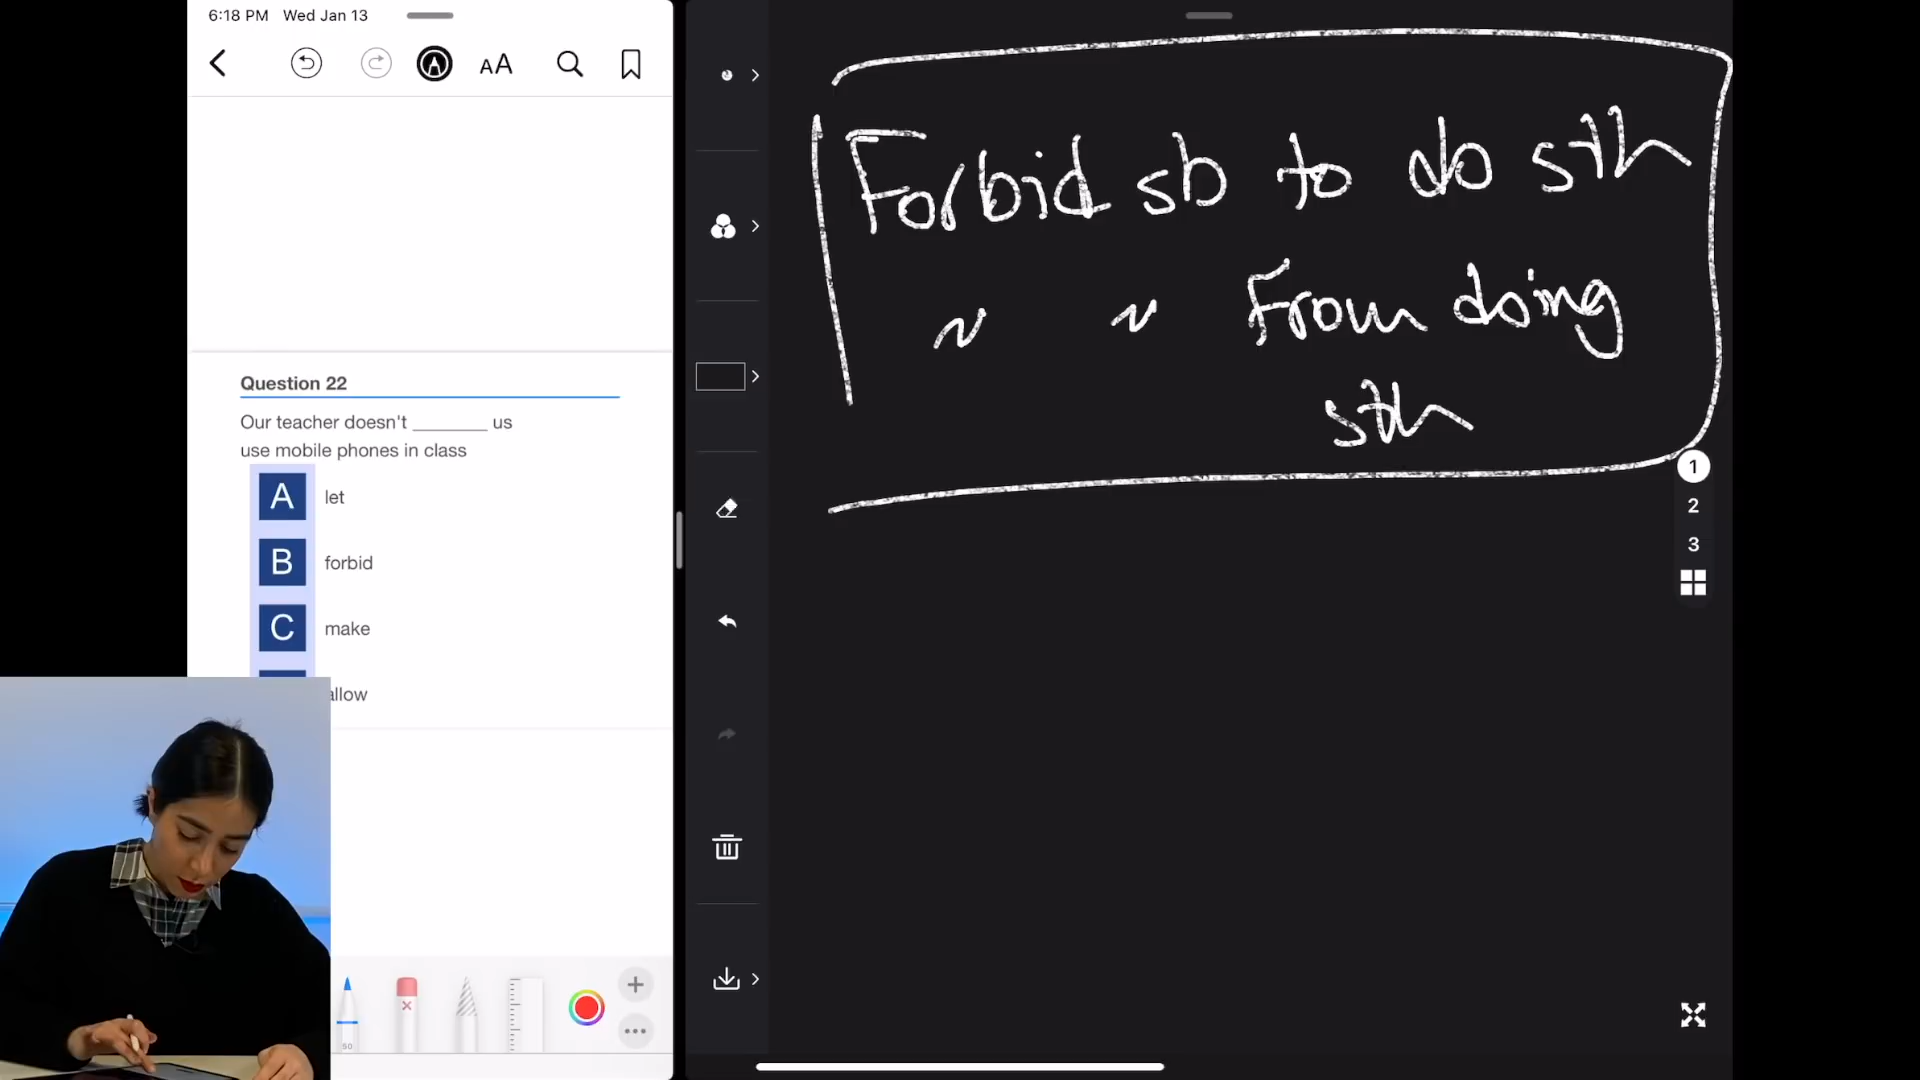 6:18 PM Wed Jan 13
AA
Question 22
Our teacher doesn't ________ us
use mobile phones in class
A let
B forbid
C make
allow
50
Forbid sb to do sth
" " From doing
sth
1
2
3